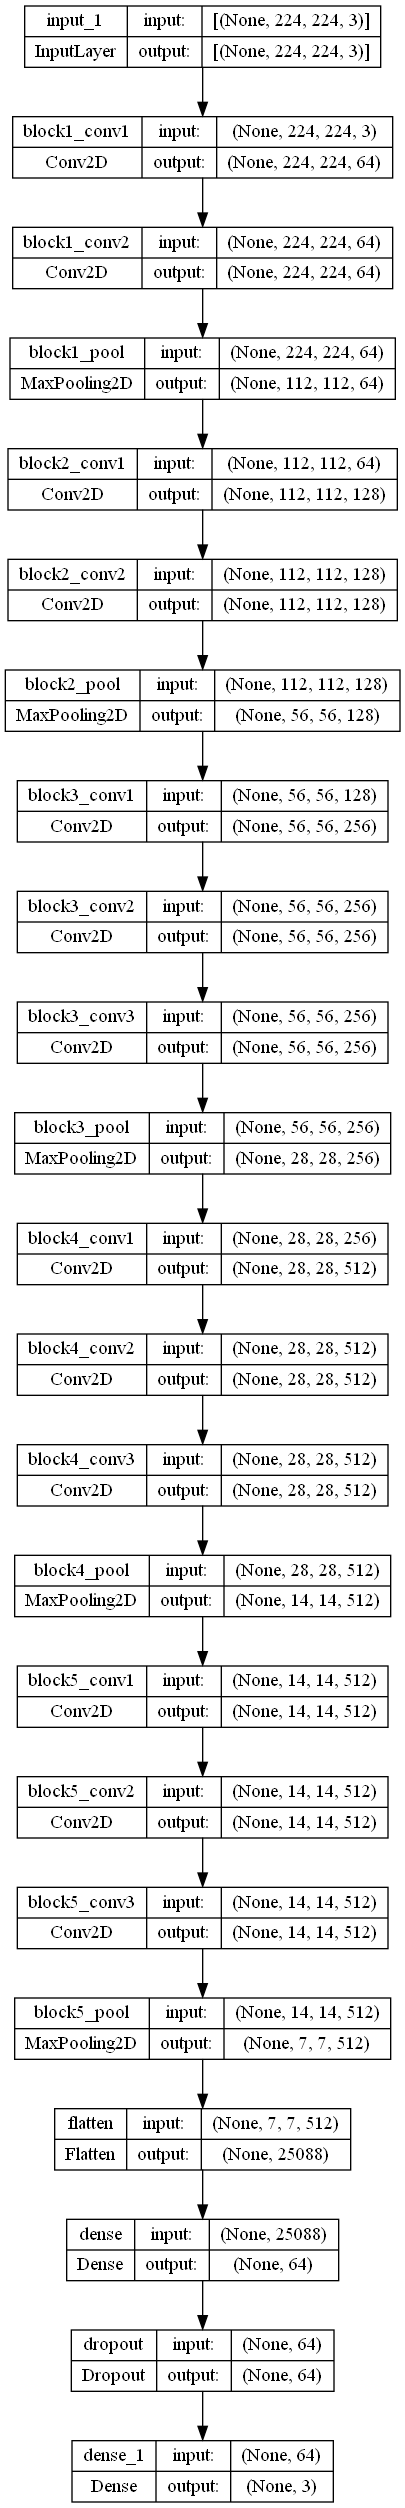 input_1 input: [(None, 224, 224, 3)]
InputLayer output: [(None, 224, 224, 3)]
block1_conv1 input: (None, 224, 224, 3)
Conv2D output: (None, 224, 224, 64)
block1_conv2 input: (None, 224, 224, 64)
Conv2D output: (None, 224, 224, 64)
block1_pool input: (None, 224, 224, 64)
MaxPooling2D output: (None, 112, 112, 64)
block2_conv1 input: (None, 112, 112, 64)
Conv2D output: (None, 112, 112, 128)
block2_conv2 input: (None, 112, 112, 128)
Conv2D output: (None, 112, 112, 128)
block2_pool input: (None, 112, 112, 128)
MaxPooling2D output: (None, 56, 56, 128)
block3_conv1 input: (None, 56, 56, 128)
Conv2D output: (None, 56, 56, 256)
block3_conv2 input: (None, 56, 56, 256)
Conv2D output: (None, 56, 56, 256)
block3_conv3 input: (None, 56, 56, 256)
Conv2D output: (None, 56, 56, 256)
block3_pool input: (None, 56, 56, 256)
MaxPooling2D output: (None, 28, 28, 256)
block4_conv1 input: (None, 28, 28, 256)
Conv2D output: (None, 28, 28, 512)
block4_conv2 input: (None, 28, 28, 512)
Conv2D output: (None, 28, 28, 512)
block4_conv3 input: (None, 28, 28, 512)
Conv2D output: (None, 28, 28, 512)
block4_pool input: (None, 28, 28, 512)
MaxPooling2D output: (None, 14, 14, 512)
block5_conv1 input: (None, 14, 14, 512)
Conv2D output: (None, 14, 14, 512)
block5_conv2 input: (None, 14, 14, 512)
Conv2D output: (None, 14, 14, 512)
block5_conv3 input: (None, 14, 14, 512)
Conv2D output: (None, 14, 14, 512)
block5_pool input: (None, 14, 14, 512)
MaxPooling2D output: (None, 7, 7, 512)
flatten input: (None, 7, 7, 512)
Flatten output: (None, 25088)
dense input: (None, 25088)
Dense output: (None, 64)
dropout input: (None, 64)
Dropout output: (None, 64)
dense_1 input: (None, 64)
Dense output: (None, 3)